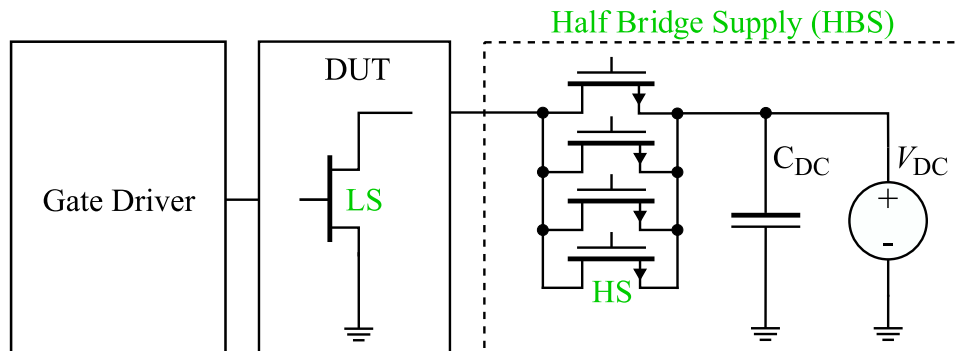 Half Bridge Supply (HBS)
DUT
Gate Driver
LS
HS
C_DC
V_DC
+
-